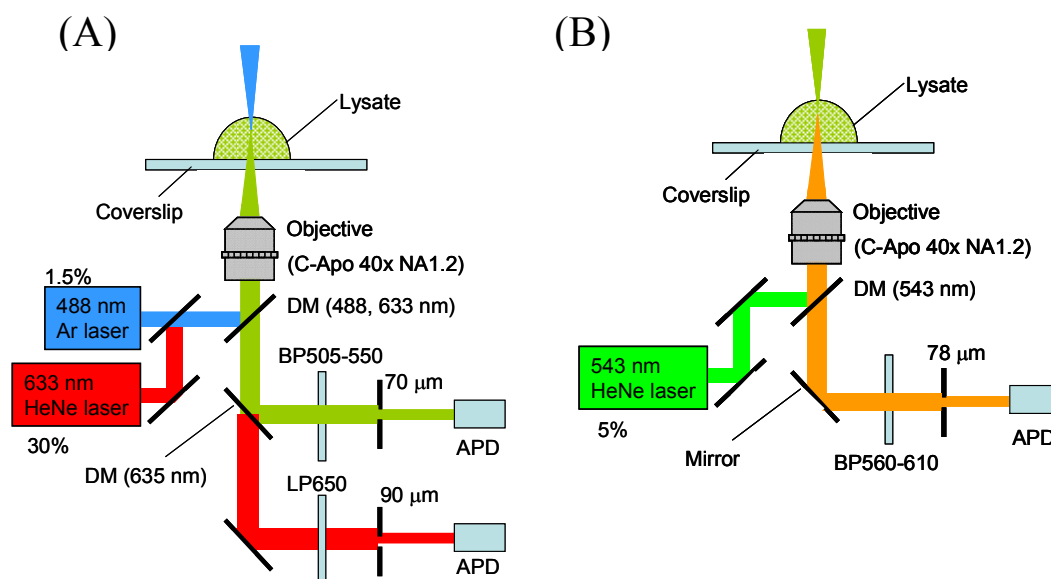 (A)
Lysate
Coverslip
Objective
(C-Apo 40x NA1.2)
1.5%
488 nm
Ar laser
DM (488, 633 nm)
633 nm
HeNe laser
30%
BP505-550
70 μm
APD
DM (635 nm)
LP650
90 μm
APD
(B)
Lysate
Coverslip
Objective
(C-Apo 40x NA1.2)
DM (543 nm)
543 nm
HeNe laser
5%
78 μm
APD
Mirror
BP560-610